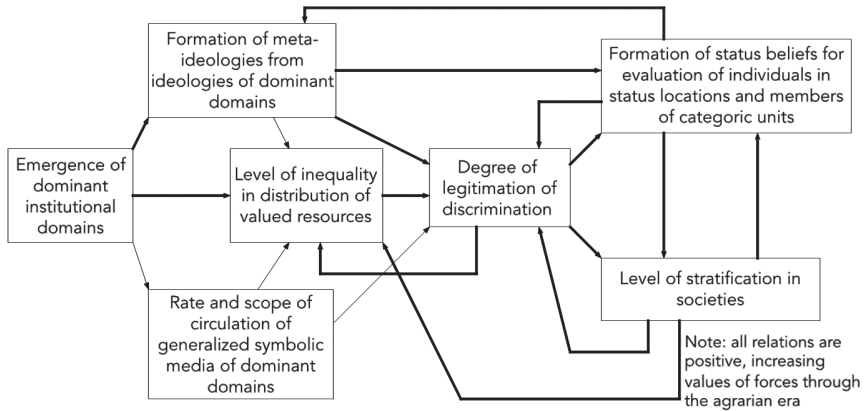 Formation of meta-
ideologies from
ideologies of dominant
domains
Formation of status beliefs for
evaluation of individuals in
status locations and members
of categoric units
Emergence of
dominant
institutional
domains
Level of inequality
in distribution of
valued resources
Degree of
legitimation of
discrimination
Rate and scope of
circulation of
generalized symbolic
media of dominant
domains
Level of stratification in
societies
Note: all relations are
positive, increasing
values of forces through
the agrarian era